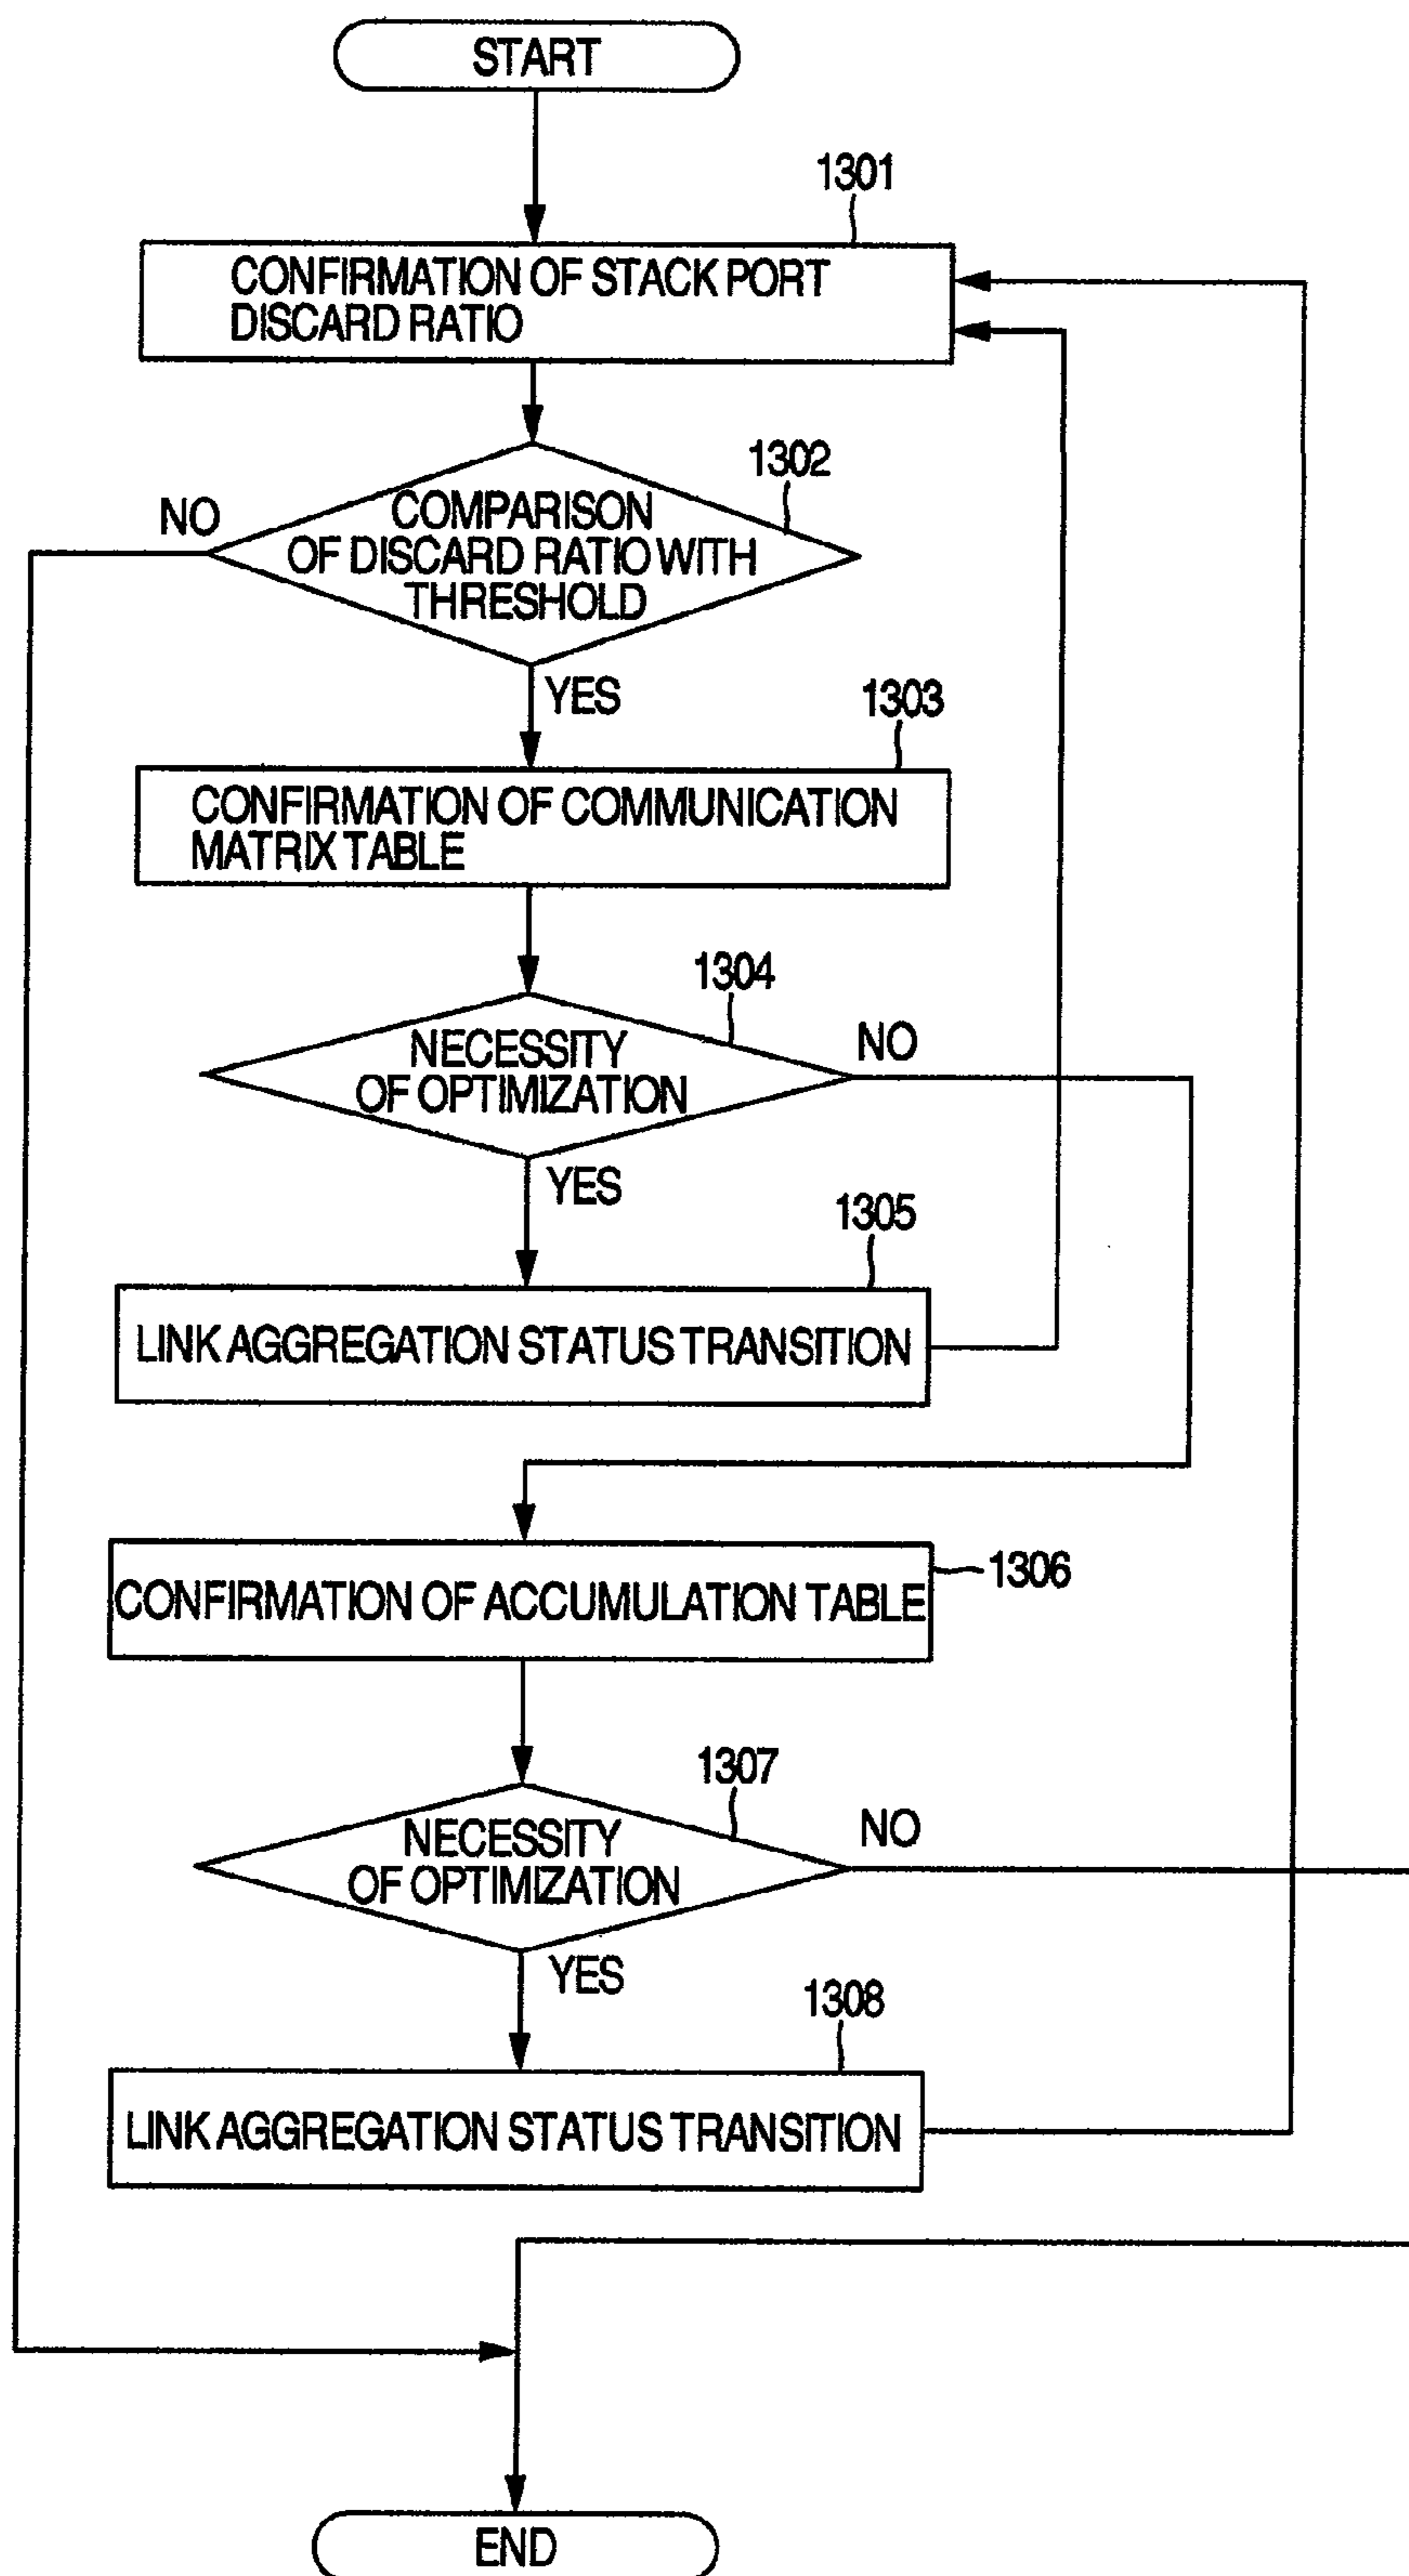 START
1301
CONFIRMATION OF STACK PORT
DISCARD RATIO
1302
NO
COMPARISON
OF DISCARD RATIO WITH
THRESHOLD
YES
1303
CONFIRMATION OF COMMUNICATION
MATRIX TABLE
1304
NECESSITY
OF OPTIMIZATION
NO
YES
1305
LINK AGGREGATION STATUS TRANSITION
CONFIRMATION OF ACCUMULATION TABLE
1306
1307
NECESSITY
OF OPTIMIZATION
NO
YES
1308
LINK AGGREGATION STATUS TRANSITION
END